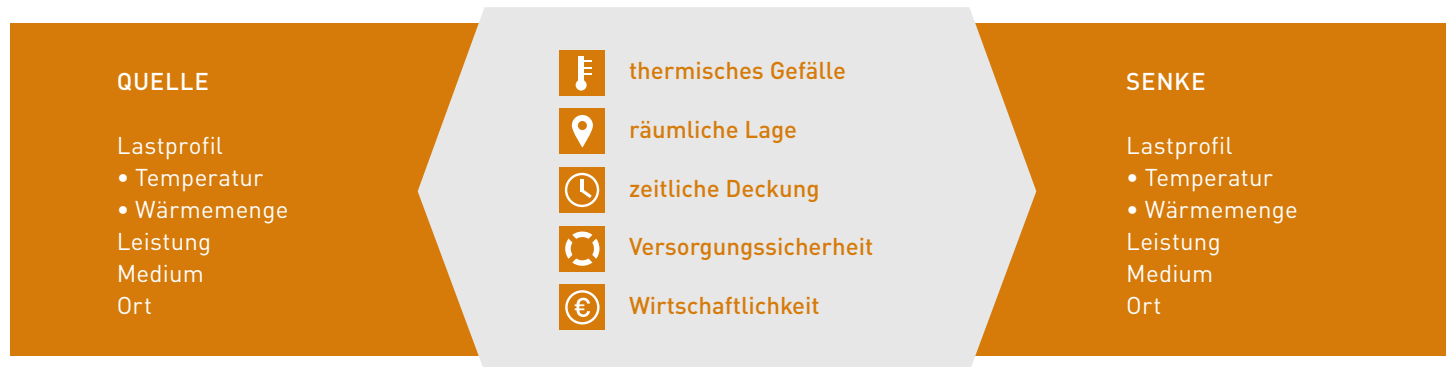 QUELLE
Lastprofil
• Temperatur
• Wärmemenge
Leistung
Medium
Ort
thermisches Gefälle
räumliche Lage
zeitliche Deckung
Versorgungssicherheit
€ Wirtschaftlichkeit
SENKE
Lastprofil
• Temperatur
• Wärmemenge
Leistung
Medium
Ort